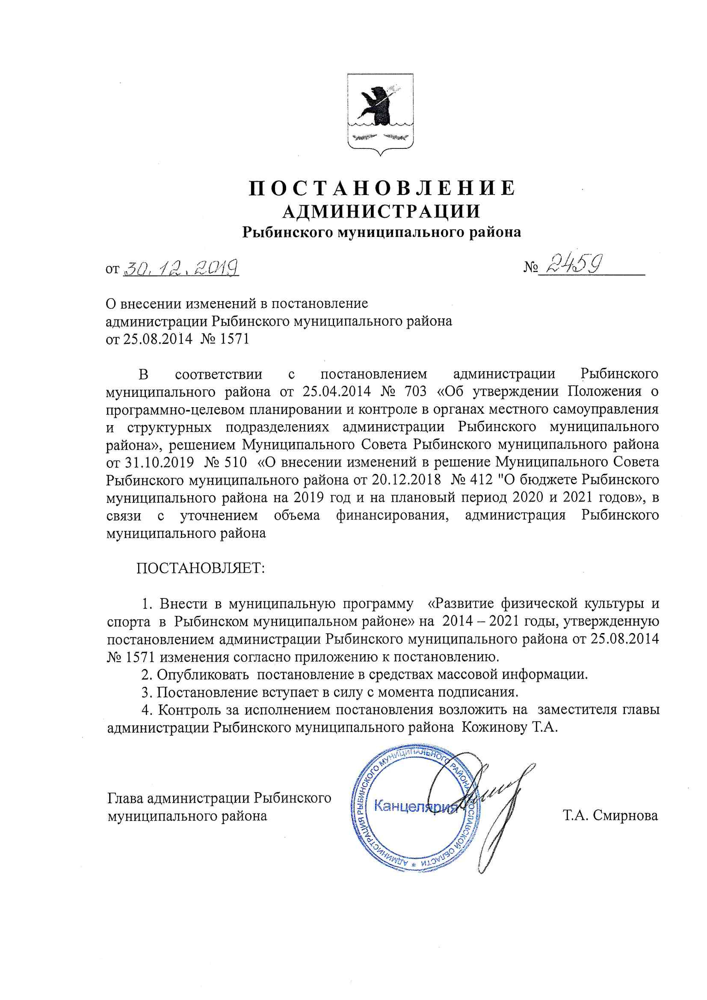 П О С Т А Н О В Л Е Н И Е
АДМИНИСТРАЦИИ
Рыбинского муниципального района
от 30.12.2019 № 2459
О внесении изменений в постановление
администрации Рыбинского муниципального района
от 25.08.2014 № 1571
В соответствии с постановлением администрации Рыбинского
муниципального района от 25.04.2014 № 703 «Об утверждении Положения о
программно-целевом планировании и контроле в органах местного самоуправления
и структурных подразделениях администрации Рыбинского муниципального
района», решением Муниципального Совета Рыбинского муниципального района
от 31.10.2019 № 510 «О внесении изменений в решение Муниципального Совета
Рыбинского муниципального района от 20.12.2018 № 412 "О бюджете Рыбинского
муниципального района на 2019 год и на плановый период 2020 и 2021 годов», в
связи с уточнением объема финансирования, администрация Рыбинского
муниципального района
ПОСТАНОВЛЯЕТ:
1. Внести в муниципальную программу «Развитие физической культуры и
спорта в Рыбинском муниципальном районе» на 2014 – 2021 годы, утвержденную
постановлением администрации Рыбинского муниципального района от 25.08.2014
№ 1571 изменения согласно приложению к постановлению.
2. Опубликовать постановление в средствах массовой информации.
3. Постановление вступает в силу с момента подписания.
4. Контроль за исполнением постановления возложить на заместителя главы
администрации Рыбинского муниципального района Кожинову Т.А.
Глава администрации Рыбинского
муниципального района Т.А. Смирнова
АДМИНИСТРАЦИЯ РЫБИНСКОГО МУНИЦИПАЛЬНОГО РАЙОНА ЯРОСЛАВСКОЙ ОБЛАСТИ *
Канцелярия